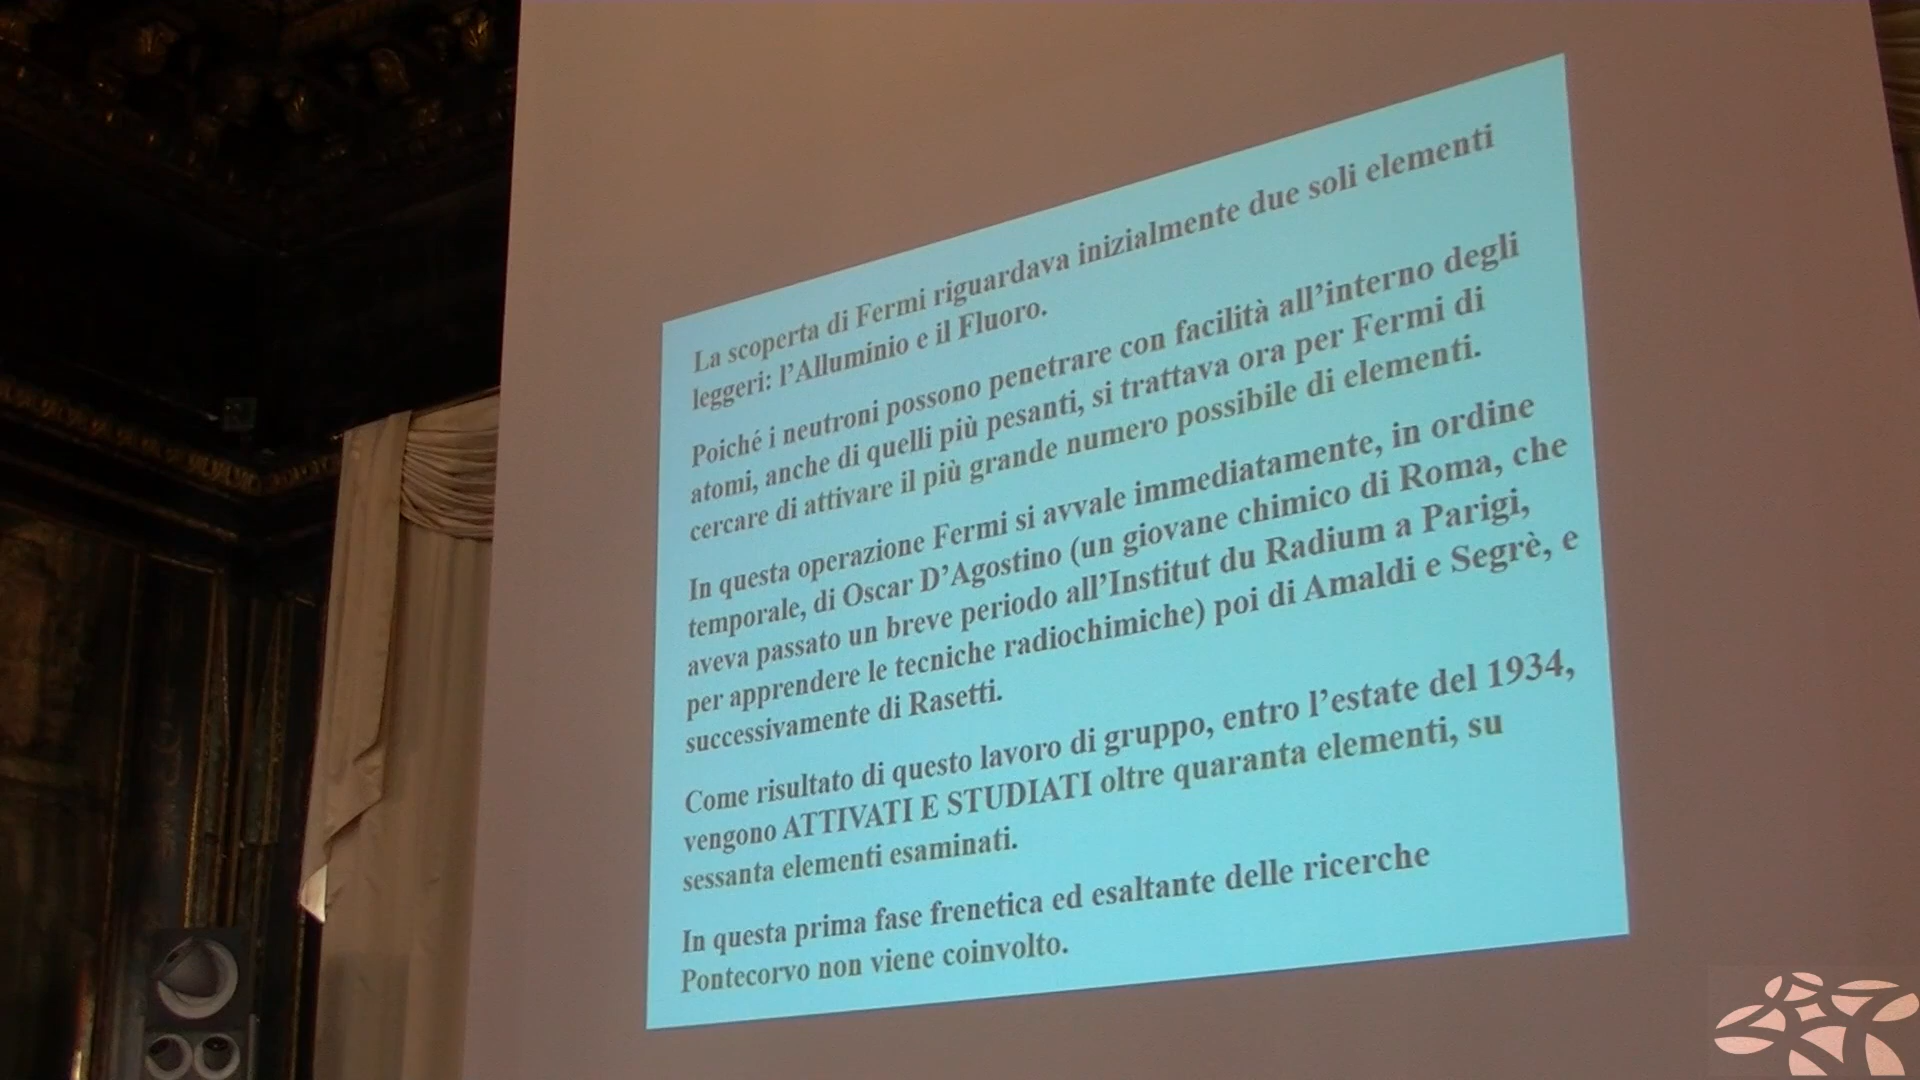 La scoperta di Fermi riguardava inizialmente due soli elementi
leggeri: l’Alluminio e il Fluoro.
Poiché i neutroni possono penetrare con facilità all’interno degli
atomi, anche di quelli più pesanti, si trattava ora per Fermi di
cercare di attivare il più grande numero possibile di elementi.
In questa operazione Fermi si avvale immediatamente, in ordine
temporale, di Oscar D’Agostino (un giovane chimico di Roma, che
aveva passato un breve periodo all’Institut du Radium a Parigi,
per apprendere le tecniche radiochimiche) poi di Amaldi e Segrè, e
successivamente di Rasetti.
Come risultato di questo lavoro di gruppo, entro l’estate del 1934,
vengono ATTIVATI E STUDIATI oltre quaranta elementi, su
sessanta elementi esaminati.
In questa prima fase frenetica ed esaltante delle ricerche
Pontecorvo non viene coinvolto.